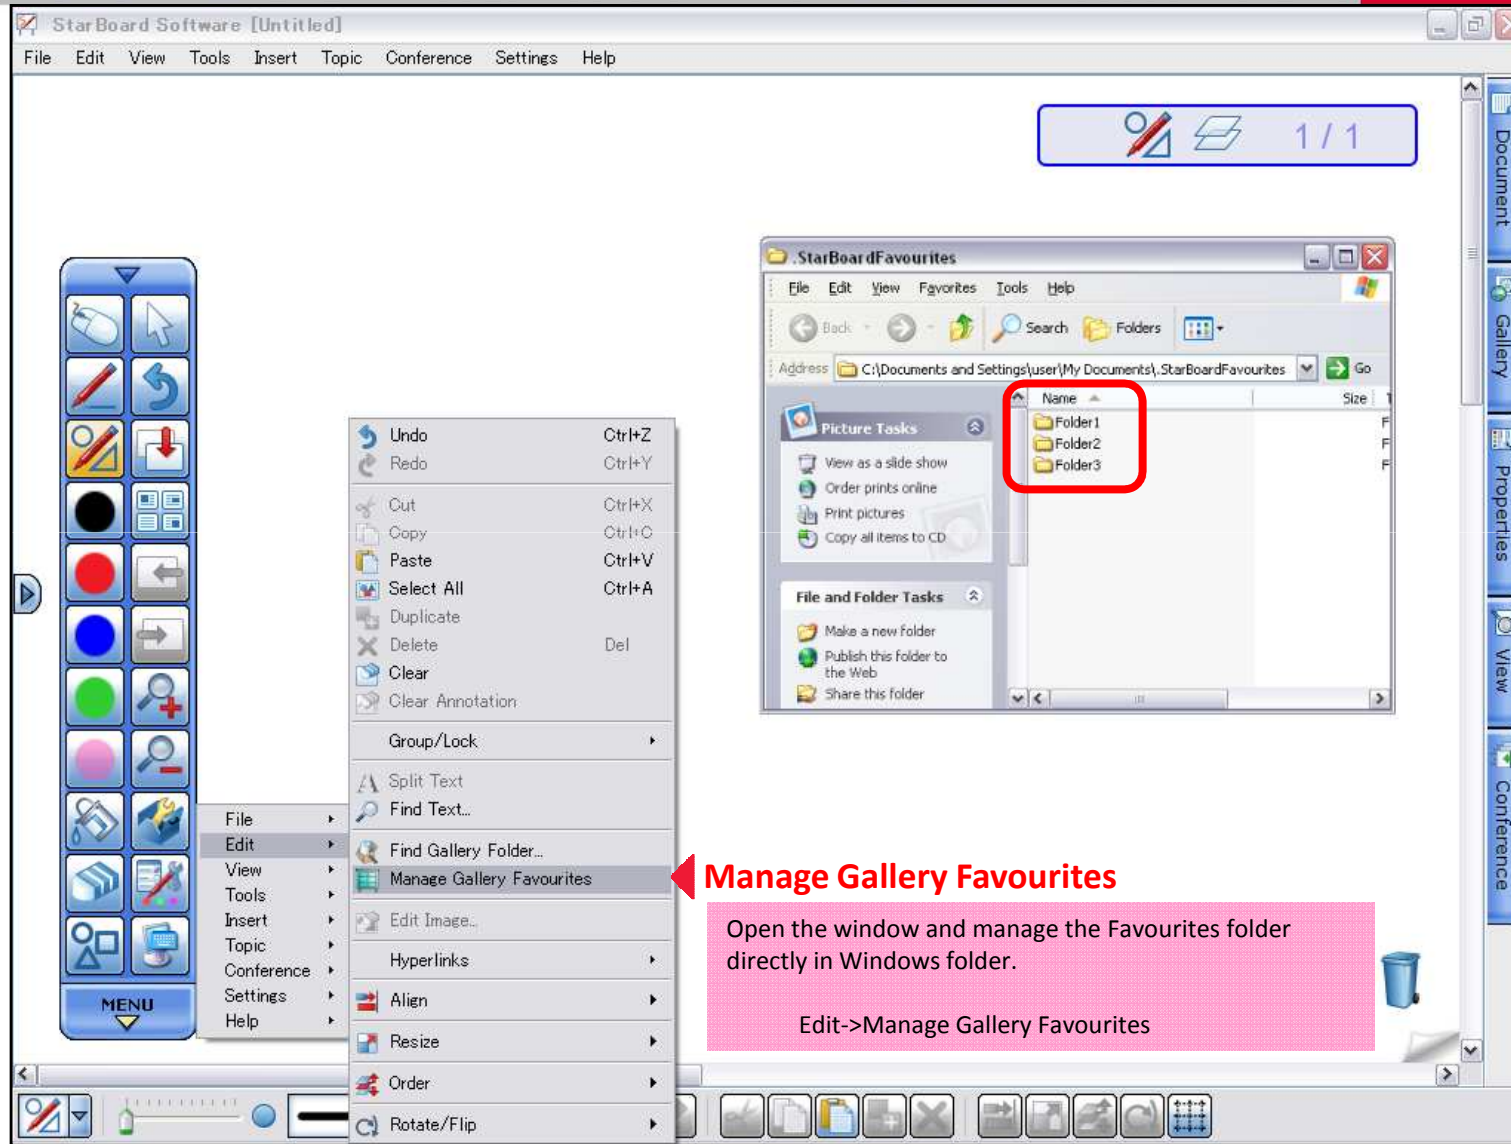 StarBoard Software [Untitled]
File Edit View Tools Insert Topic Conference Settings Help
1 / 1
Document
Gallery
Properties
View
Conference
.StarBoardFavourites
File Edit View Favorites Tools Help
Back Search Folders
Address C:\Documents and Settings\user\My Documents\.StarBoardFavourites Go
Name Size T
Picture Tasks
View as a slide show
Order prints online
Print pictures
Copy all items to CD
File and Folder Tasks
Make a new folder
Publish this folder to
the Web
Share this folder
Folder1 F
Folder2 F
Folder3 F
Undo Ctrl+Z
Redo Ctrl+Y
Cut Ctrl+X
Copy Ctrl+C
Paste Ctrl+V
Select All Ctrl+A
Duplicate
Delete Del
Clear
Clear Annotation
Group/Lock
Split Text
Find Text...
Find Gallery Folder...
Manage Gallery Favourites
Edit Image...
Hyperlinks
Align
Resize
Order
Rotate/Flip
File
Edit
View
Tools
Insert
Topic
Conference
Settings
Help
MENU
Manage Gallery Favourites
Open the window and manage the Favourites folder
directly in Windows folder.
Edit->Manage Gallery Favourites